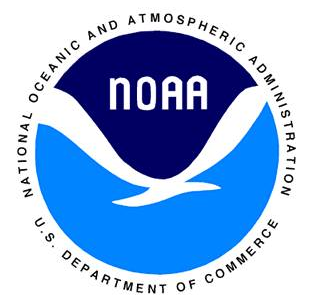 NATIONAL OCEANIC AND ATMOSPHERIC ADMINISTRATION
NOAA
U.S. DEPARTMENT OF COMMERCE